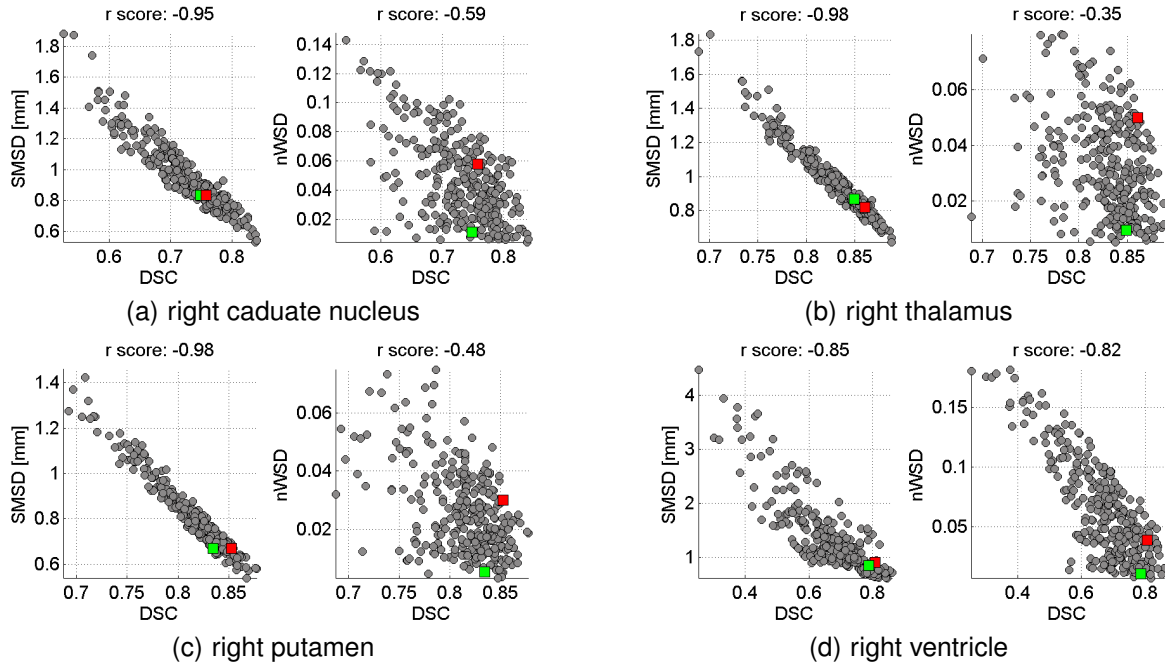 r score: -0.95
1.8
1.6
1.4
1.2
1
0.8
0.6
SMSD [mm]
0.6 0.7 0.8
DSC
r score: -0.59
0.14
0.12
0.1
0.08
0.06
0.04
0.02
nWSD
0.6 0.7 0.8
DSC
(a) right caduate nucleus
r score: -0.98
1.8
1.6
1.4
1.2
1
0.8
SMSD [mm]
0.7 0.75 0.8 0.85
DSC
r score: -0.35
0.06
0.04
0.02
nWSD
0.7 0.75 0.8 0.85
DSC
(b) right thalamus
r score: -0.98
1.4
1.2
1
0.8
0.6
SMSD [mm]
0.7 0.75 0.8 0.85
DSC
r score: -0.48
0.06
0.04
0.02
nWSD
0.7 0.75 0.8 0.85
DSC
(c) right putamen
r score: -0.85
4
3
2
1
SMSD [mm]
0.4 0.6 0.8
DSC
r score: -0.82
0.15
0.1
0.05
nWSD
0.4 0.6 0.8
DSC
(d) right ventricle